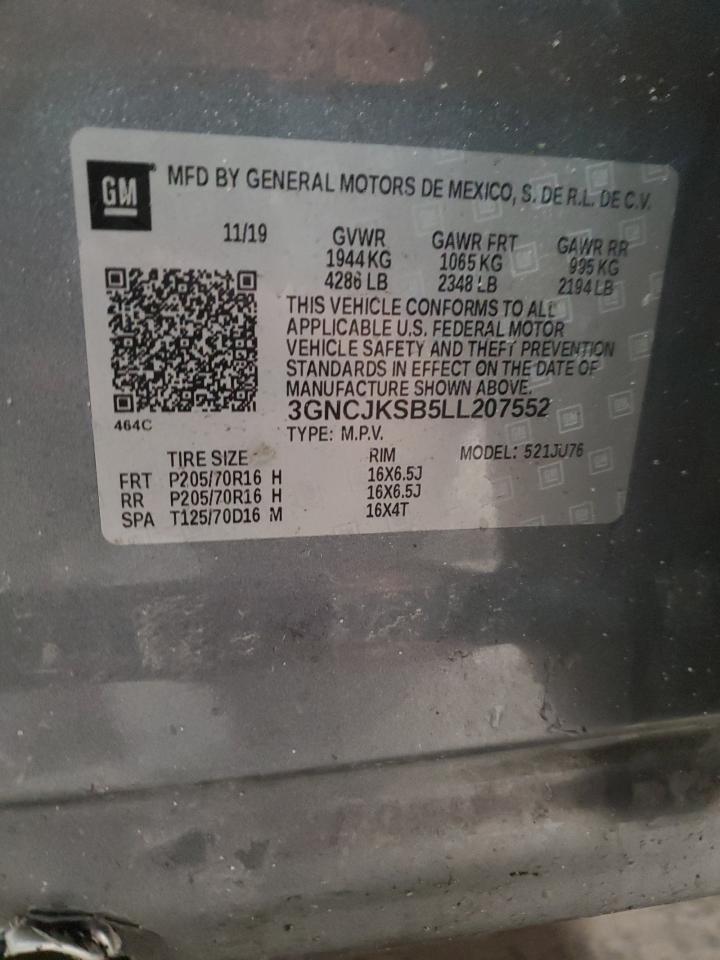 GM MFD BY GENERAL MOTORS DE MEXICO, S. DE R.L. DE C.V.
11/19 GVWR GAWR FRT GAWR RR
1944 KG 1065 KG 995 KG
4286 LB 2348 LB 2194 LB
THIS VEHICLE CONFORMS TO ALL
APPLICABLE U.S. FEDERAL MOTOR
VEHICLE SAFETY AND THEFT PREVENTION
STANDARDS IN EFFECT ON THE DATE OF
MANUFACTURE SHOWN ABOVE.
3GNCJKSB5LL207552
464C
TYPE: M.P.V.
TIRE SIZE RIM MODEL: 521JU76
FRT P205/70R16 H 16X6.5J
RR P205/70R16 H 16X6.5J
SPA T125/70D16 M 16X4T